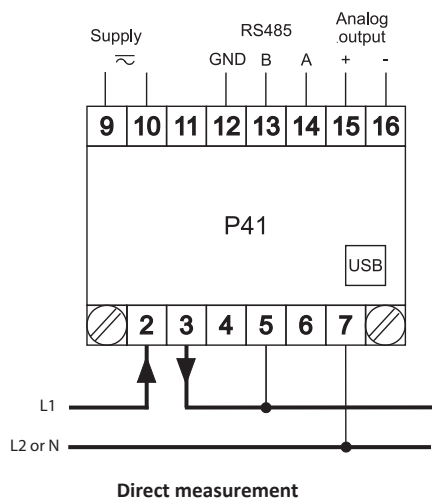 Supply RS485 Analog output
GND B A + -
9 10 11 12 13 14 15 16
P41
USB
2 3 4 5 6 7
L1
L2 or N
Direct measurement